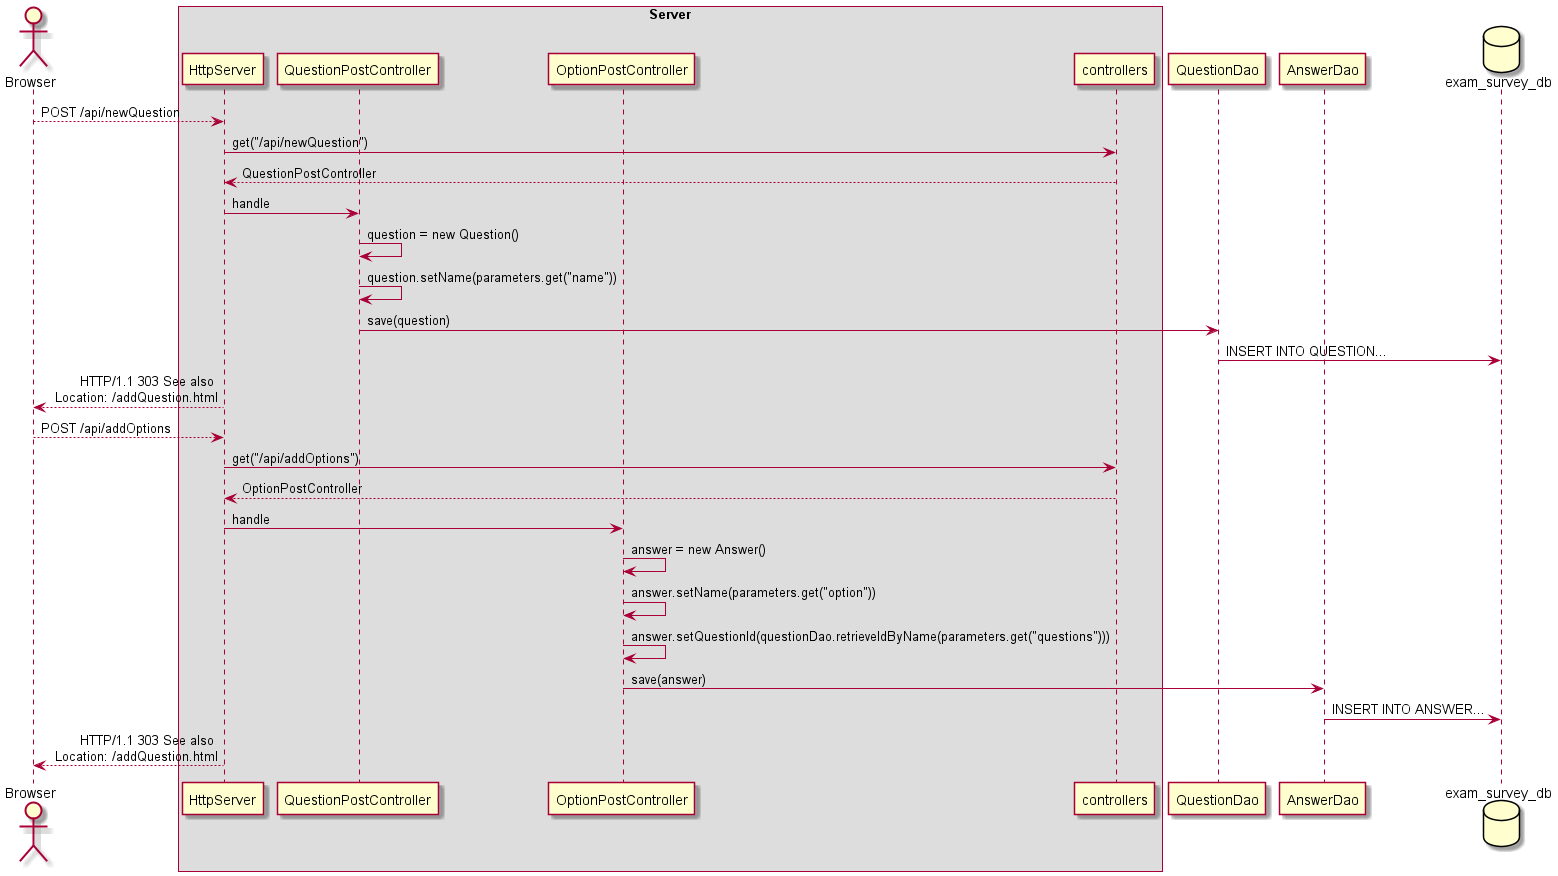 Server
Browser
HttpServer
QuestionPostController
OptionPostController
controllers
QuestionDao
AnswerDao
exam_survey_db
POST /api/newQuestion
get("/api/newQuestion")
QuestionPostController
handle
question = new Question()
question.setName(parameters.get("name"))
save(question)
INSERT INTO QUESTION...
HTTP/1.1 303 See also
Location: /addQuestion.html
POST /api/addOptions
get("/api/addOptions")
OptionPostController
handle
answer = new Answer()
answer.setName(parameters.get("option"))
answer.setQuestionId(questionDao.retrieveIdByName(parameters.get("questions")))
save(answer)
INSERT INTO ANSWER...
HTTP/1.1 303 See also
Location: /addQuestion.html
Browser
HttpServer
QuestionPostController
OptionPostController
controllers
QuestionDao
AnswerDao
exam_survey_db